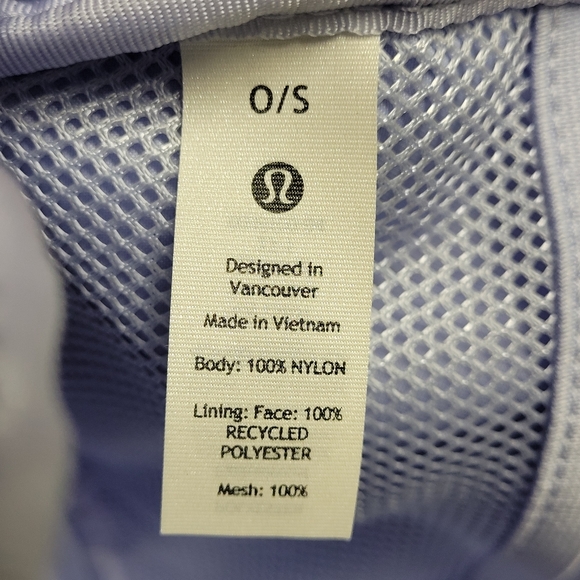 O/S
Designed in
Vancouver
Made in Vietnam
Body: 100% NYLON
Lining: Face: 100%
RECYCLED
POLYESTER
Mesh: 100%